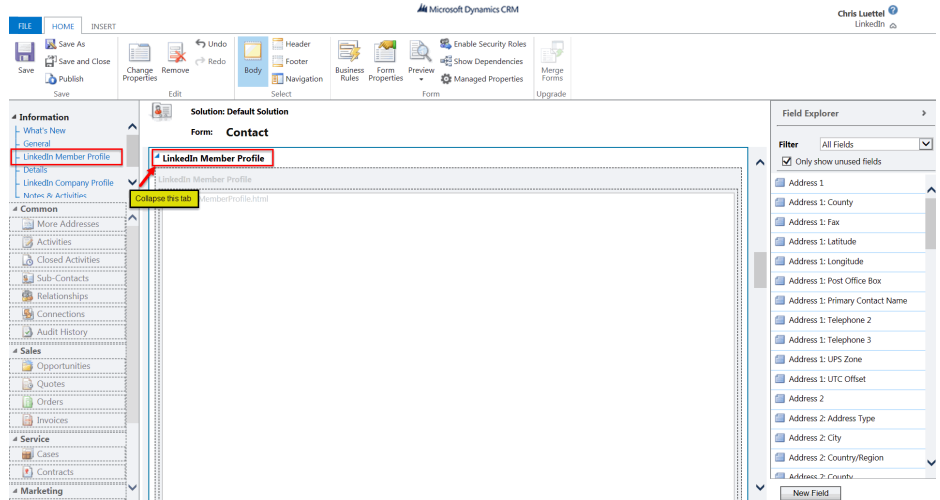 Microsoft Dynamics CRM
Chris Luettel
LinkedIn
FILE
HOME
INSERT
Save
Save As
Save and Close
Publish
Save
Change Properties
Remove
Undo
Redo
Edit
Body
Header
Footer
Navigation
Select
Business Rules
Form Properties
Preview
Enable Security Roles
Show Dependencies
Managed Properties
Form
Merge Forms
Upgrade
Information
What's New
General
LinkedIn Member Profile
Details
LinkedIn Company Profile
Notes & Activities
Common
More Addresses
Activities
Closed Activities
Sub-Contacts
Relationships
Connections
Audit History
Sales
Opportunities
Quotes
Orders
Invoices
Service
Cases
Contracts
Marketing
Solution: Default Solution
Form: Contact
LinkedIn Member Profile
LinkedIn Member Profile
Collapse this tab
MemberProfile.html
Field Explorer
Filter All Fields
Only show unused fields
Address 1
Address 1: County
Address 1: Fax
Address 1: Latitude
Address 1: Longitude
Address 1: Post Office Box
Address 1: Primary Contact Name
Address 1: Telephone 2
Address 1: Telephone 3
Address 1: UPS Zone
Address 1: UTC Offset
Address 2
Address 2: Address Type
Address 2: City
Address 2: Country/Region
Address 2: County
New Field